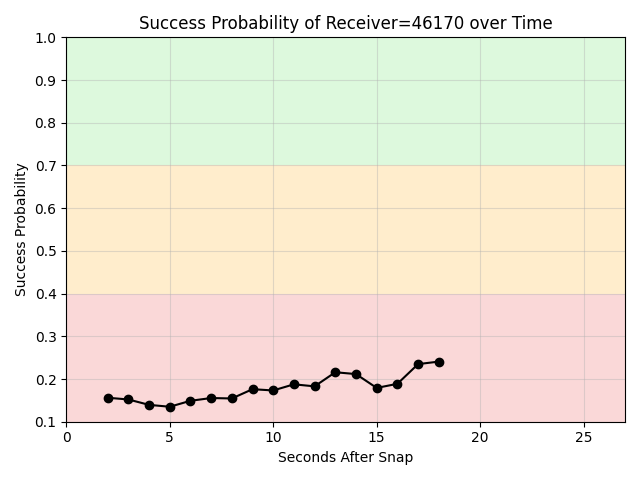 Success Probability of Receiver=46170 over Time
1.0
0.9
0.8
0.7
0.6
0.5
0.4
0.3
0.2
0.1
Success Probability
0 5 10 15 20 25
Seconds After Snap